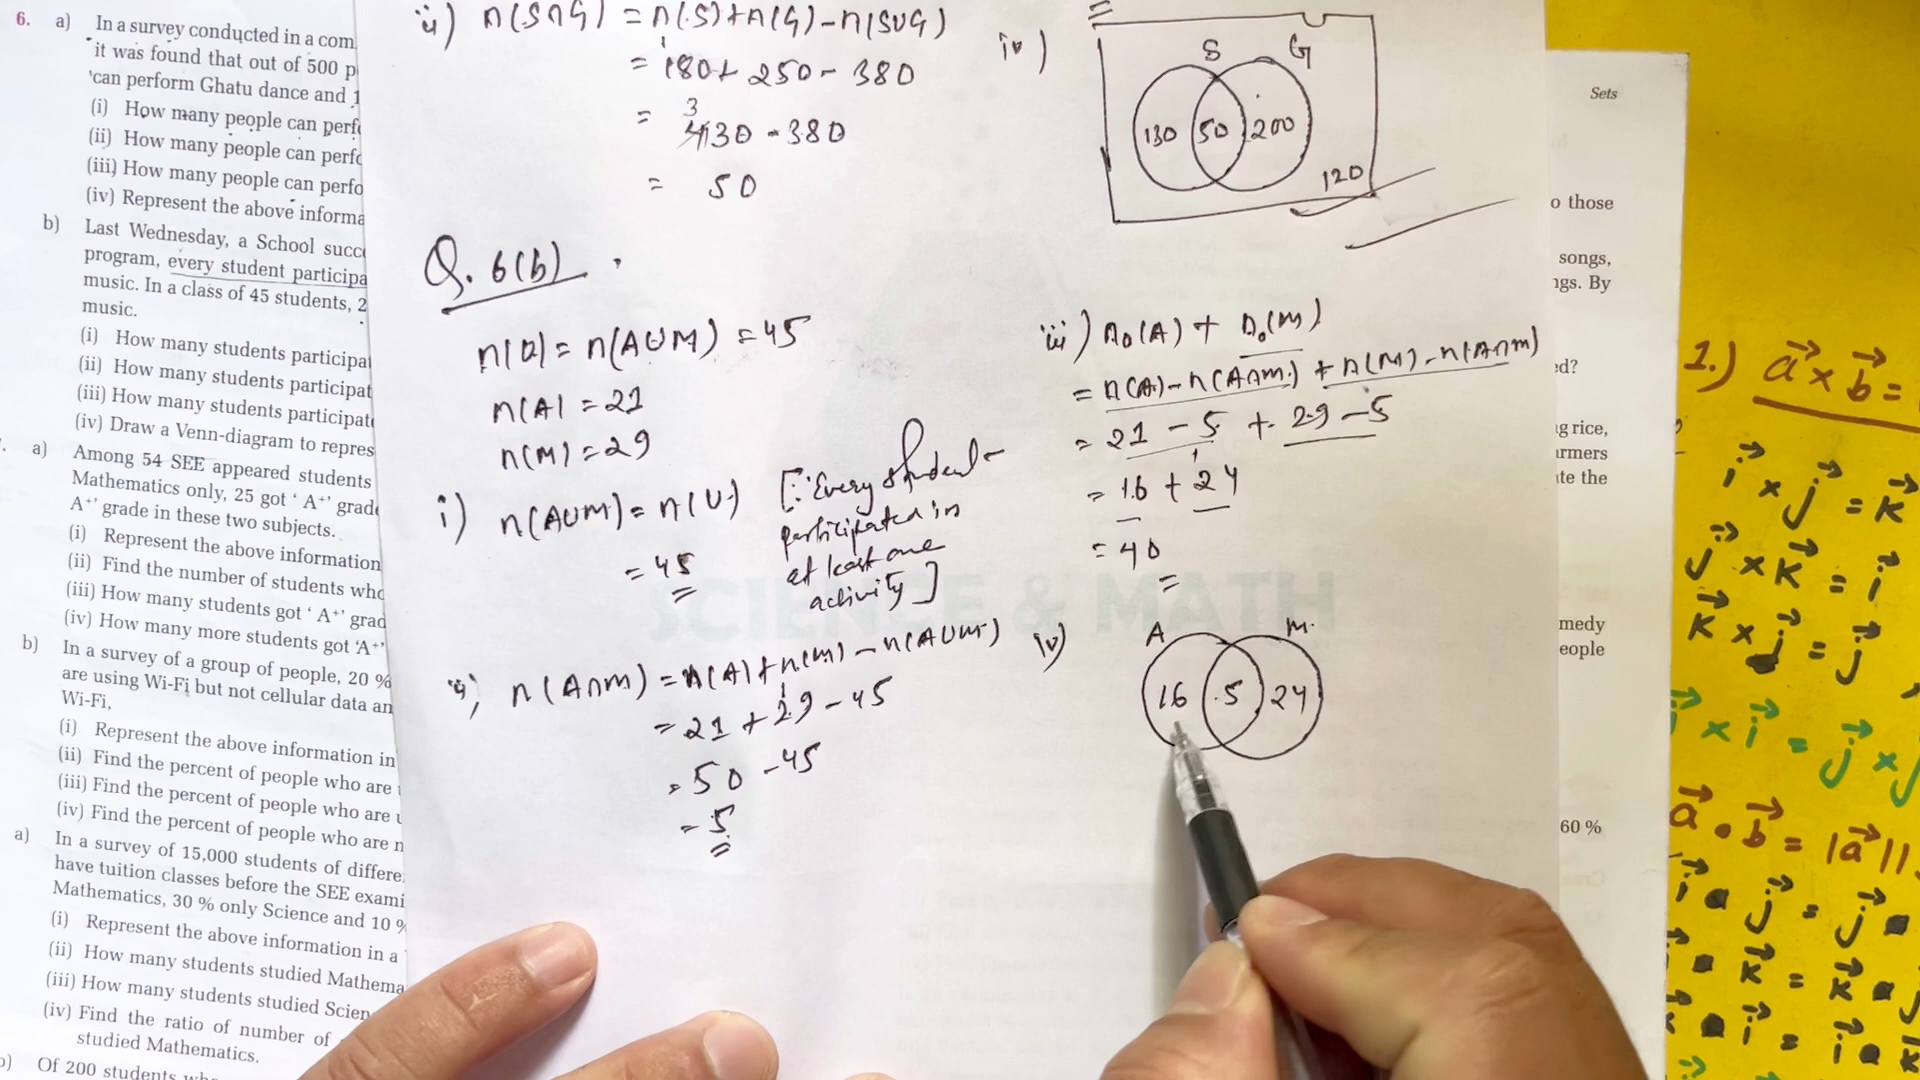 6. a) In a survey conducted in a com
it was found that out of 500 p
can perform Ghatu dance and 1
(i) How many people can perf
(ii) How many people can perfo
(iii) How many people can perfo
(iv) Represent the above informa
b) Last Wednesday, a School succ
program, every student participa
music. In a class of 45 students, 2
music.
(i) How many students participat
(ii) How many students participat
(iii) How many students participate
(iv) Draw a Venn-diagram to repres
a) Among 54 SEE appeared students
Mathematics only, 25 got ' A⁺' grade
A⁺' grade in these two subjects.
(i) Represent the above information
(ii) Find the number of students who
(iii) How many students got ' A⁺' grad
(iv) How many more students got 'A⁺'
b) In a survey of a group of people, 20 %
are using Wi-Fi but not cellular data an
Wi-Fi,
(i) Represent the above information in
(ii) Find the percent of people who are
(iii) Find the percent of people who are u
(iv) Find the percent of people who are n
a) In a survey of 15,000 students of differe
have tuition classes before the SEE exami
Mathematics, 30 % only Science and 10 %
(i) Represent the above information in a
(ii) How many students studied Mathema
(iii) How many students studied Scien
(iv) Find the ratio of number of
studied Mathematics.
Of 200 students
ii) n(S∩G) = n(S)+n(G)-n(S∪G)
= 180+250-380
= 430-380
= 50
iv)
S G
130 50 200
120
Q. 6(b)
n(U)= n(A∪M) =45
n(A) =21
n(M)=29
i) n(A∪M)= n(U) [∵ Every student
participated in
= 45 at least one
activity]
ii) n(A∩M) = n(A)+n(M)-n(A∪M)
= 21 + 29 - 45
= 50 - 45
= 5
iii) n₀(A) + n₀(M)
= n(A)-n(A∩M) + n(M)-n(A∩M)
= 21 - 5 + 29 - 5
= 16 + 24
= 40
iv)
A M
16 5 24
SCIENCE & MATH
Sets
o those
songs,
ngs. By
ed?
g rice,
rmers
ate the
medy
eople
60 %
1.) a⃗ x b⃗ =
i⃗ x j⃗ = k⃗
j⃗ x k⃗ = i⃗
k⃗ x i⃗ = j⃗
i⃗ x i⃗ = j⃗ x j
a⃗ . b⃗ = |a⃗||